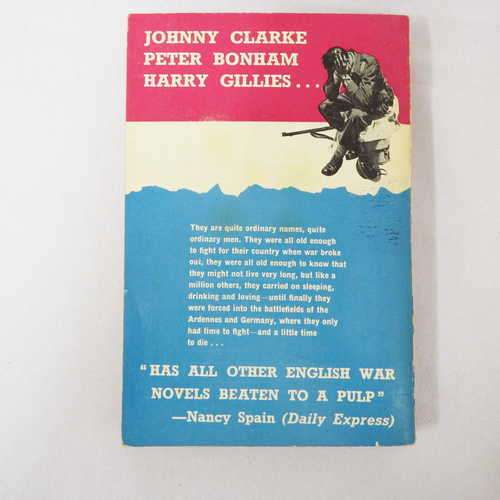 JOHNNY CLARKE
PETER BONHAM
HARRY GILLIES...
They are quite ordinary names, quite
ordinary men. They were all old enough
to fight for their country when war broke
out, they were all old enough to know that
they might not live very long, but like a
million others, they carried on sleeping,
drinking and loving—until finally they
were forced into the battlefields of the
Ardennes and Germany, where they only
had time to fight—and a little time
to die...
"HAS ALL OTHER ENGLISH WAR
NOVELS BEATEN TO A PULP"
—Nancy Spain (Daily Express)